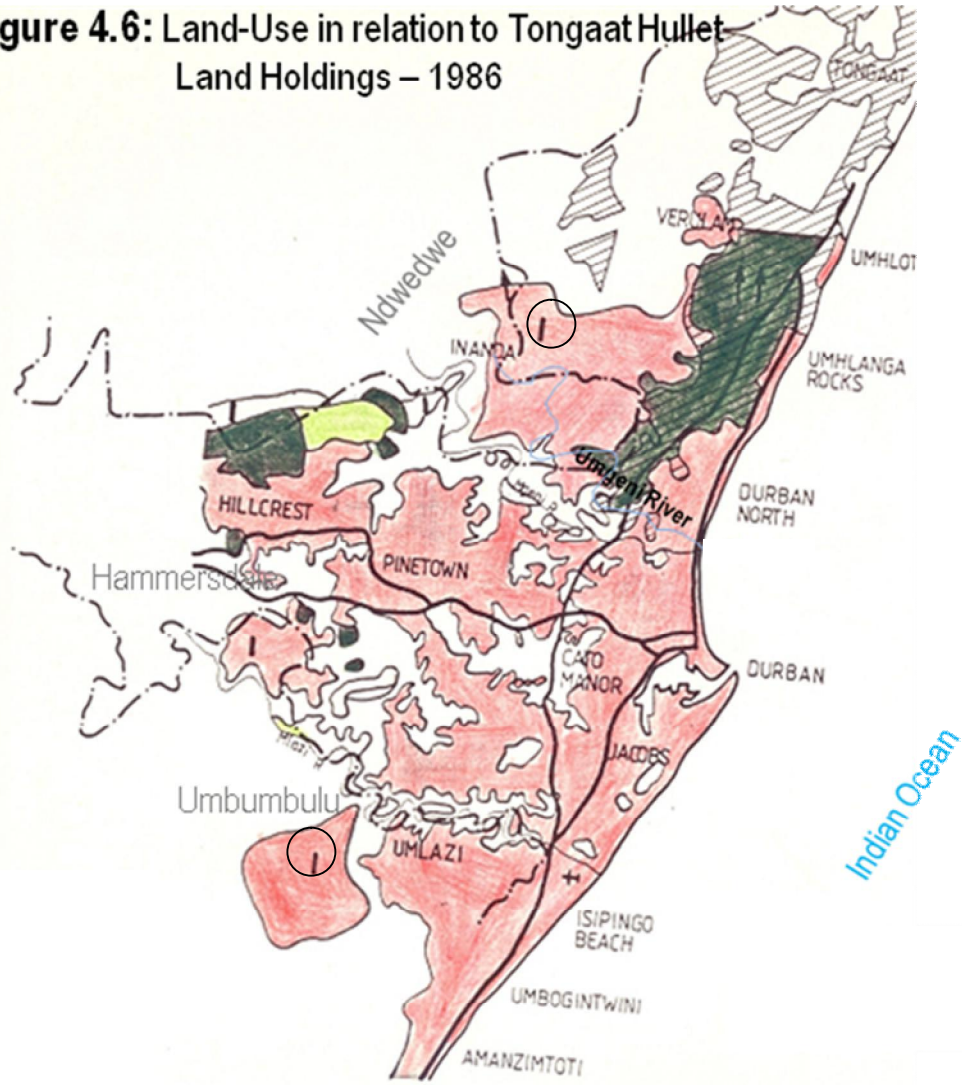 gure 4.6: Land-Use in relation to Tongaat Hullet
Land Holdings – 1986
TONGAAT
VERULAM
UMHLOT
Ndwedwe
INANDA
UMHLANGA
ROCKS
Umgeni River
DURBAN
NORTH
HILLCREST
PINETOWN
Hammersdale
CATO
MANOR
DURBAN
JACOBS
Mlazi R
Umbumbulu
UMLAZI
Indian Ocean
ISIPINGO
BEACH
UMBOGINTWINI
AMANZIMTOTI